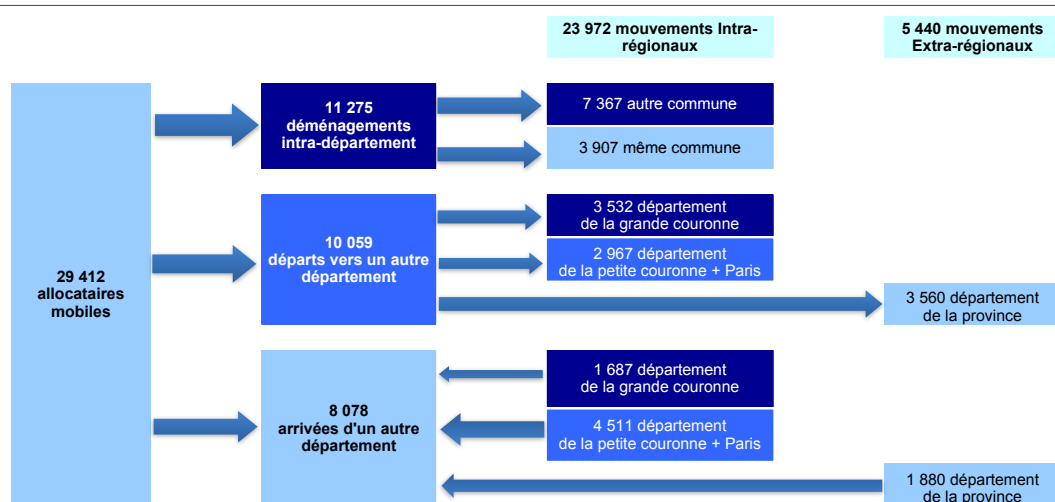 23 972 mouvements Intra-
régionaux
5 440 mouvements
Extra-régionaux
29 412
allocataires
mobiles
11 275
déménagements
intra-département
7 367 autre commune
3 907 même commune
10 059
départs vers un autre
département
3 532 département
de la grande couronne
2 967 département
de la petite couronne + Paris
3 560 département
de la province
8 078
arrivées d'un autre
département
1 687 département
de la grande couronne
4 511 département
de la petite couronne + Paris
1 880 département
de la province